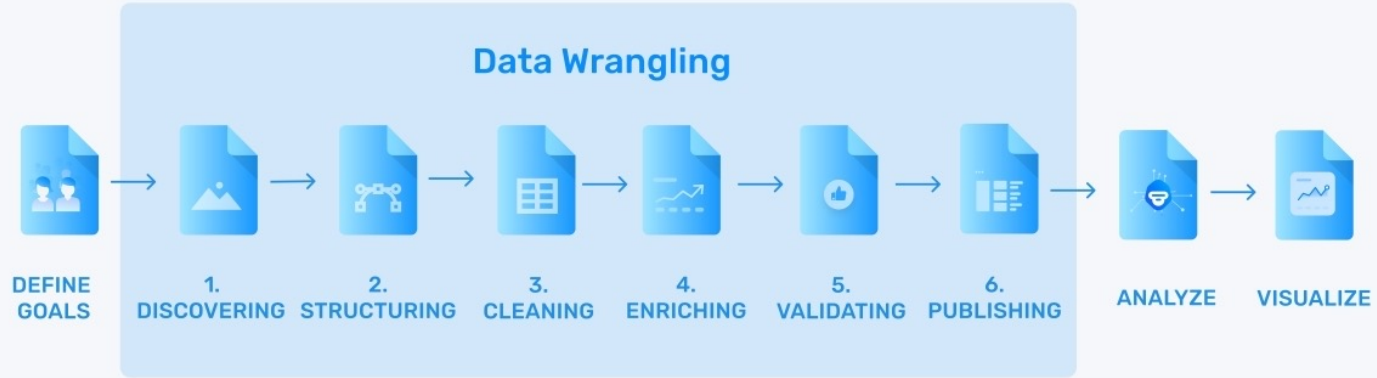 Data Wrangling
DEFINE
GOALS
1.
DISCOVERING
2.
STRUCTURING
3.
CLEANING
4.
ENRICHING
5.
VALIDATING
6.
PUBLISHING
ANALYZE
VISUALIZE